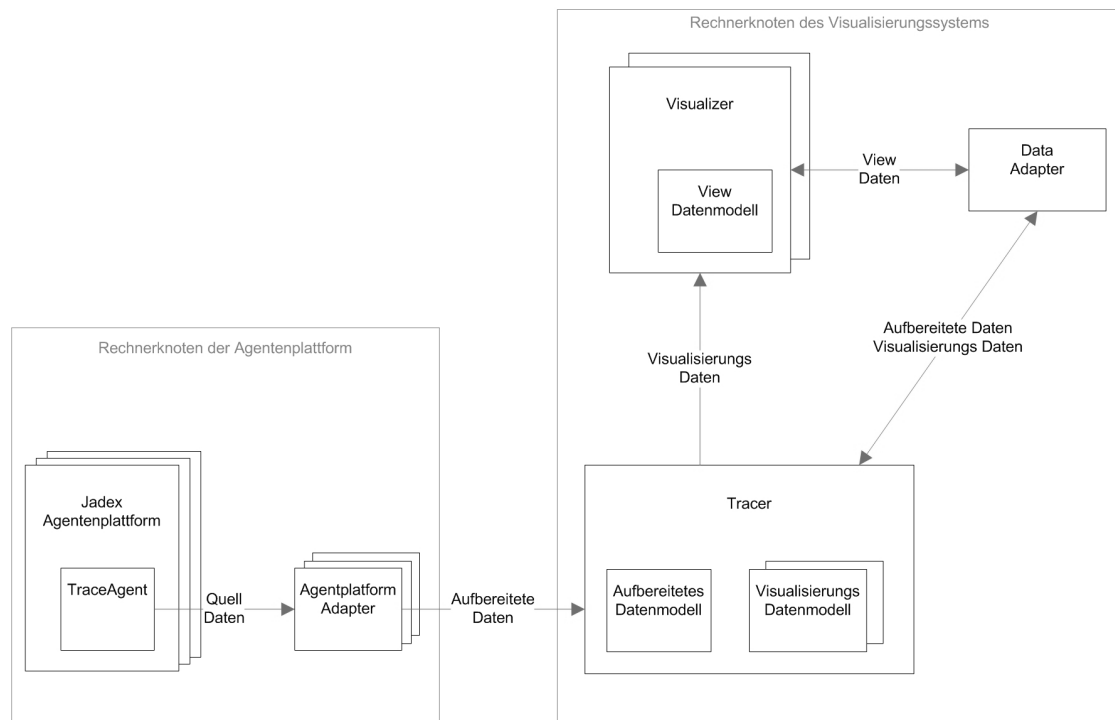 Rechnerknoten des Visualisierungssystems
Visualizer
View
Datenmodell
View
Daten
Data
Adapter
Aufbereitete Daten
Visualisierungs Daten
Visualisierungs
Daten
Rechnerknoten der Agentenplattform
Jadex
Agentenplattform
TraceAgent
Quell
Daten
Agentplatform
Adapter
Aufbereitete
Daten
Tracer
Aufbereitetes
Datenmodell
Visualisierungs
Datenmodell